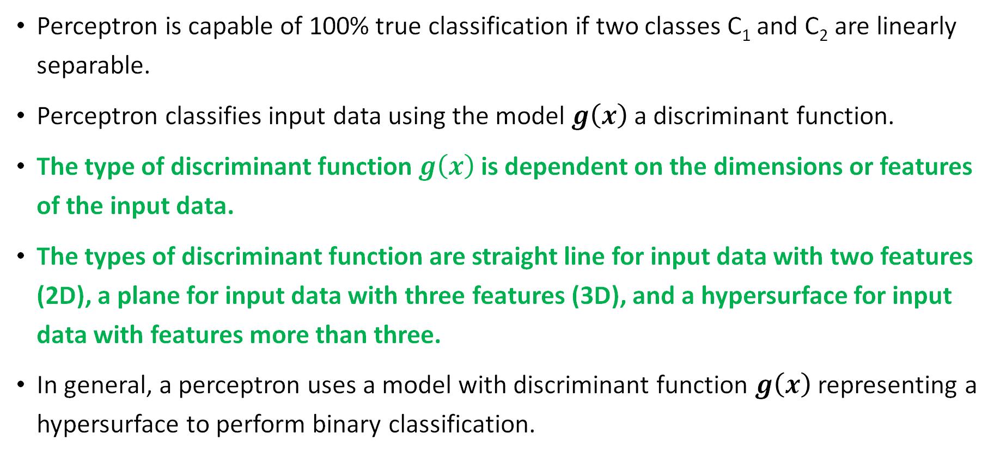 • Perceptron is capable of 100% true classification if two classes C₁ and C₂ are linearly
separable.
• Perceptron classifies input data using the model g(x) a discriminant function.
• The type of discriminant function g(x) is dependent on the dimensions or features
of the input data.
• The types of discriminant function are straight line for input data with two features
(2D), a plane for input data with three features (3D), and a hypersurface for input
data with features more than three.
• In general, a perceptron uses a model with discriminant function g(x) representing a
hypersurface to perform binary classification.